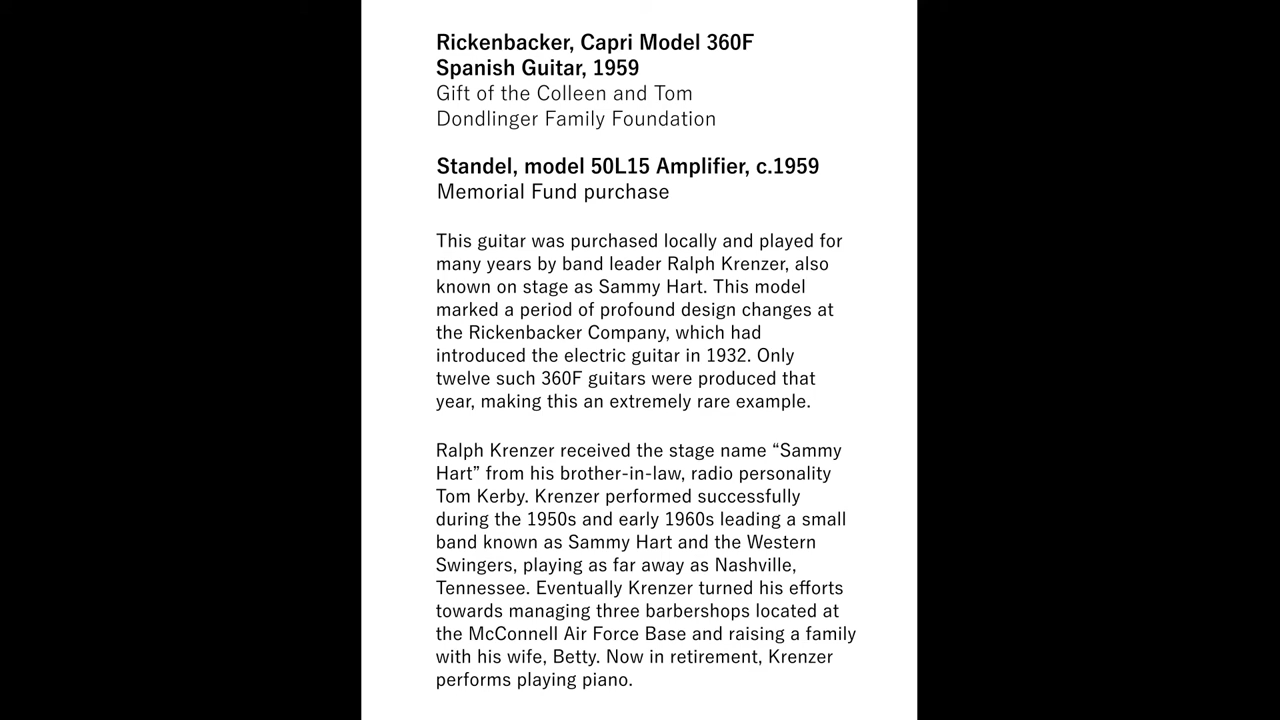 Rickenbacker, Capri Model 360F
Spanish Guitar, 1959
Gift of the Colleen and Tom
Dondlinger Family Foundation
Standel, model 50L15 Amplifier, c.1959
Memorial Fund purchase
This guitar was purchased locally and played for
many years by band leader Ralph Krenzer, also
known on stage as Sammy Hart. This model
marked a period of profound design changes at
the Rickenbacker Company, which had
introduced the electric guitar in 1932. Only
twelve such 360F guitars were produced that
year, making this an extremely rare example.
Ralph Krenzer received the stage name “Sammy
Hart” from his brother-in-law, radio personality
Tom Kerby. Krenzer performed successfully
during the 1950s and early 1960s leading a small
band known as Sammy Hart and the Western
Swingers, playing as far away as Nashville,
Tennessee. Eventually Krenzer turned his efforts
towards managing three barbershops located at
the McConnell Air Force Base and raising a family
with his wife, Betty. Now in retirement, Krenzer
performs playing piano.